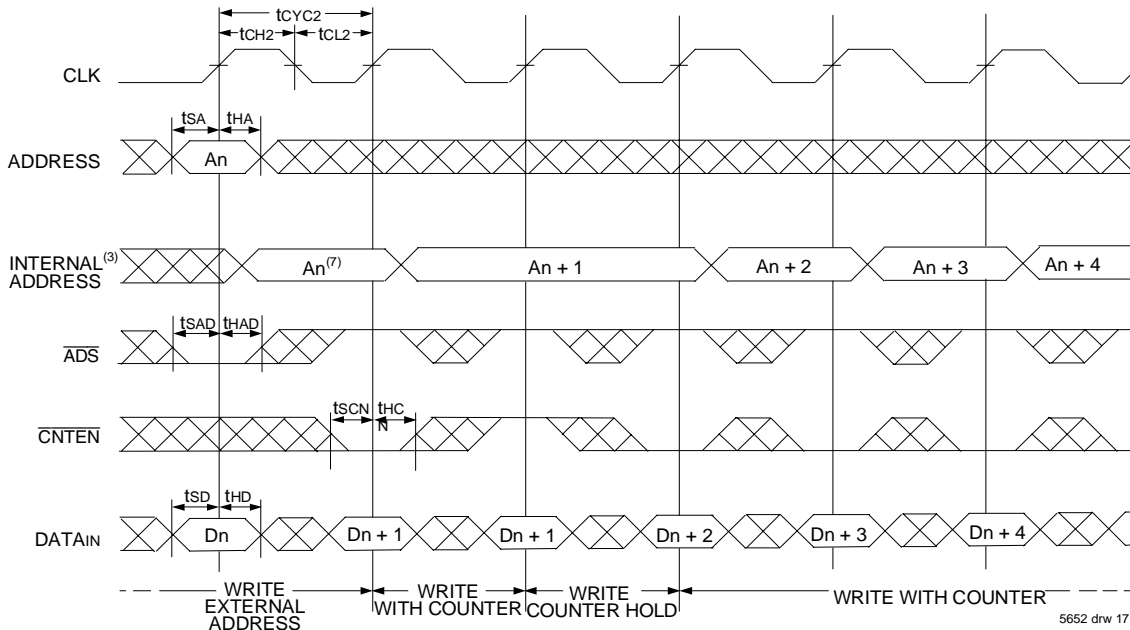 tCYC2
tCH2 tCL2
CLK
tSA tHA
ADDRESS An
INTERNAL(3)
ADDRESS An(7) An + 1 An + 2 An + 3 An + 4
tSAD tHAD
ADS
tSCN tHC
N
CNTEN
tSD tHD
DATAIN Dn Dn + 1 Dn + 1 Dn + 2 Dn + 3 Dn + 4
WRITE
EXTERNAL
ADDRESS
WRITE
WITH COUNTER
WRITE
COUNTER HOLD
WRITE WITH COUNTER
5652 drw 17